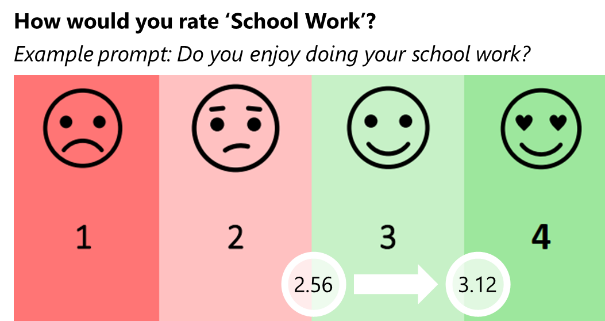 How would you rate ‘School Work’?
Example prompt: Do you enjoy doing your school work?
1 2 3 4
2.56 3.12